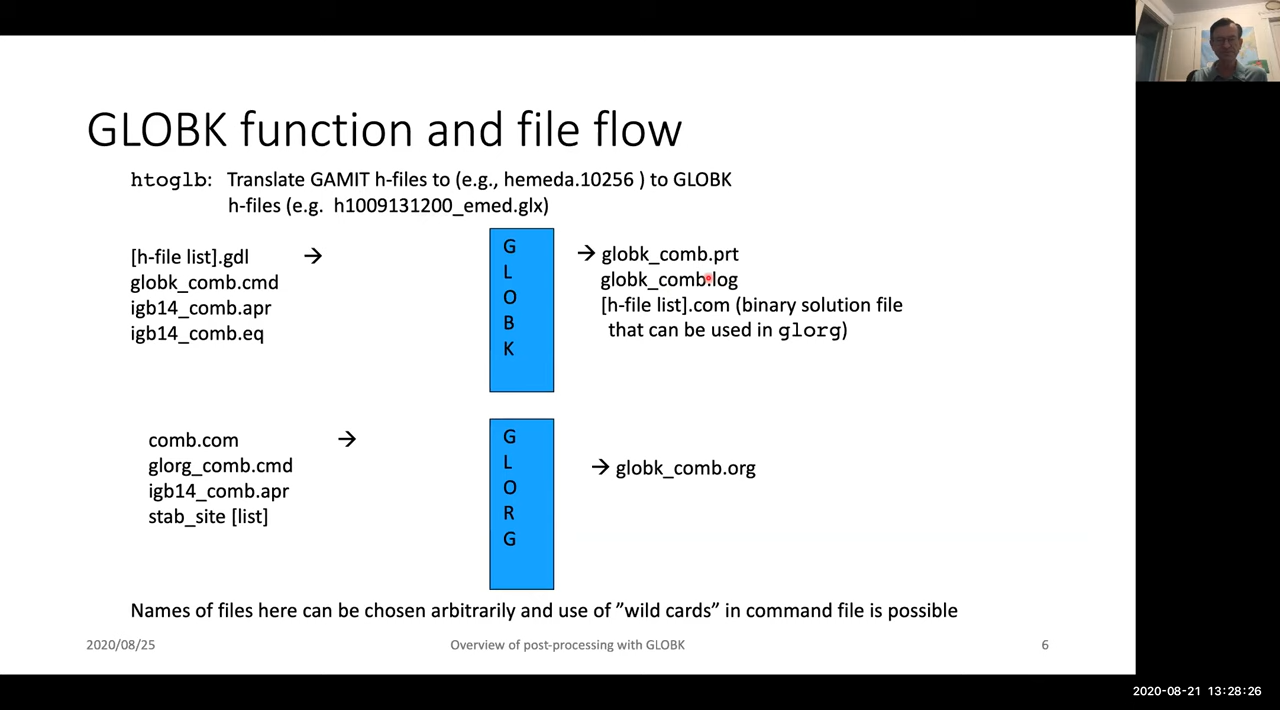 GLOBK function and file flow
htoglb: Translate GAMIT h-files to (e.g., hemeda.10256 ) to GLOBK
h-files (e.g. h1009131200_emed.glx)
[h-file list].gdl →
globk_comb.cmd
igb14_comb.apr
igb14_comb.eq
G
L
O
B
K
→ globk_comb.prt
globk_comb.log
[h-file list].com (binary solution file
that can be used in glorg)
comb.com →
glorg_comb.cmd
igb14_comb.apr
stab_site [list]
G
L
O
R
G
→ globk_comb.org
Names of files here can be chosen arbitrarily and use of ”wild cards” in command file is possible
2020/08/25
Overview of post-processing with GLOBK
6
2020-08-21 13:28:26